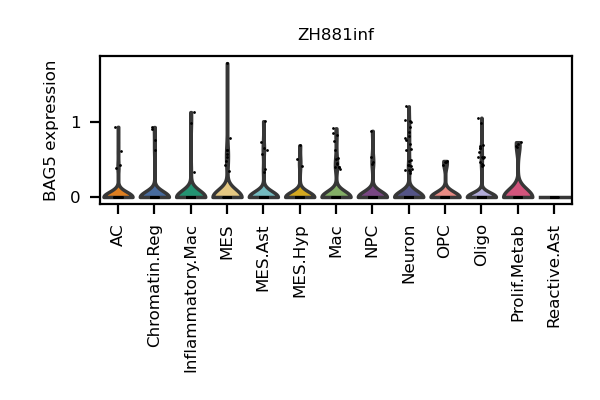 ZH881inf
BAG5 expression
1
0
AC
Chromatin.Reg
Inflammatory.Mac
MES
MES.Ast
MES.Hyp
Mac
NPC
Neuron
OPC
Oligo
Prolif.Metab
Reactive.Ast